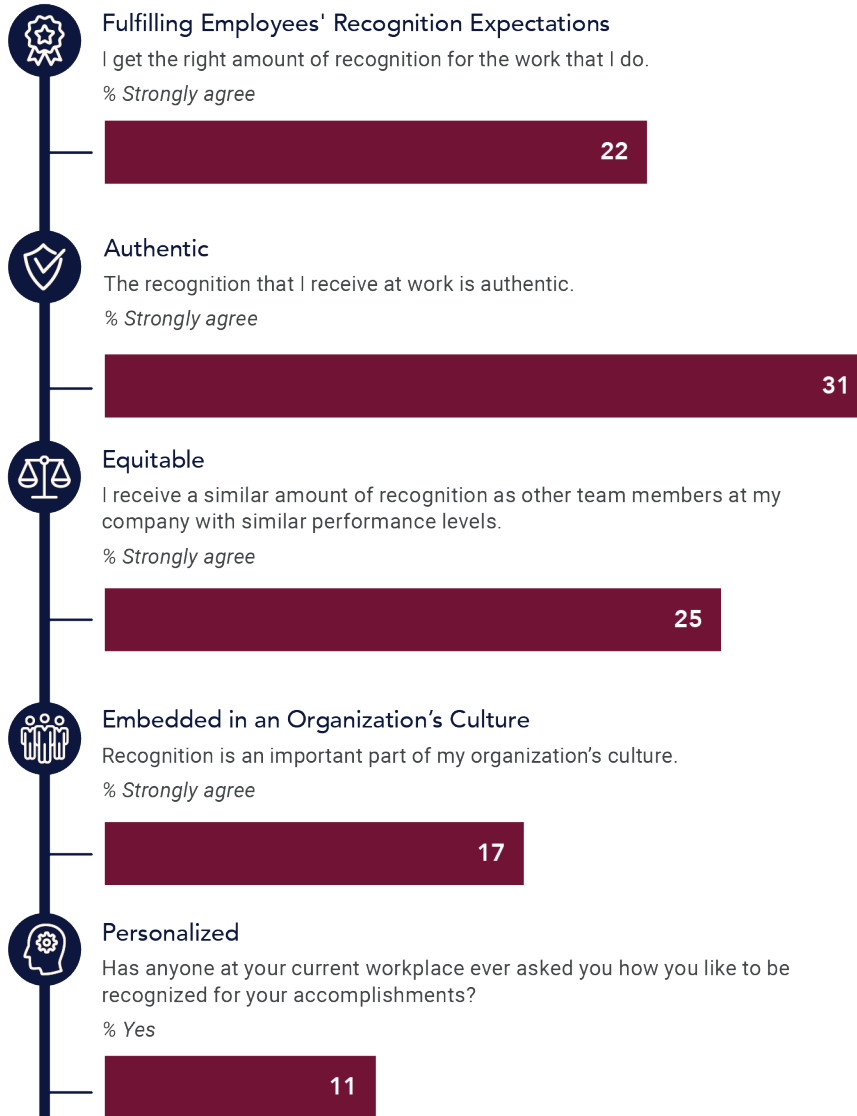 Fulfilling Employees' Recognition Expectations
I get the right amount of recognition for the work that I do.
% Strongly agree
22
Authentic
The recognition that I receive at work is authentic.
% Strongly agree
31
Equitable
I receive a similar amount of recognition as other team members at my
company with similar performance levels.
% Strongly agree
25
Embedded in an Organization’s Culture
Recognition is an important part of my organization’s culture.
% Strongly agree
17
Personalized
Has anyone at your current workplace ever asked you how you like to be
recognized for your accomplishments?
% Yes
11